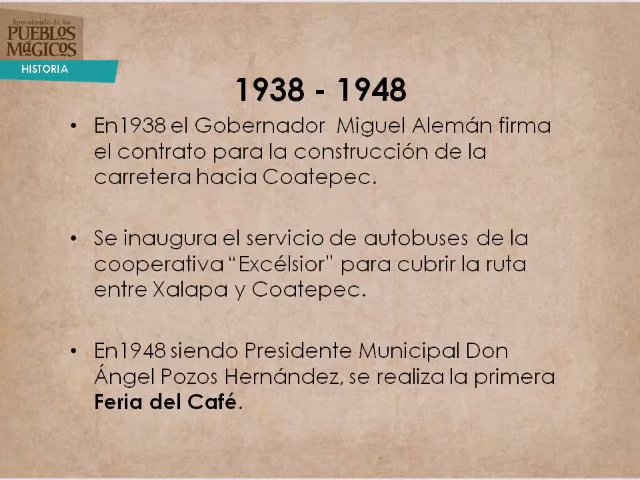 Aprendiendo de los
PUEBLOS
MÁGICOS
HISTORIA
1938 - 1948
• En1938 el Gobernador Miguel Alemán firma
el contrato para la construcción de la
carretera hacia Coatepec.
• Se inaugura el servicio de autobuses de la
cooperativa “Excélsior” para cubrir la ruta
entre Xalapa y Coatepec.
• En1948 siendo Presidente Municipal Don
Ángel Pozos Hernández, se realiza la primera
Feria del Café.